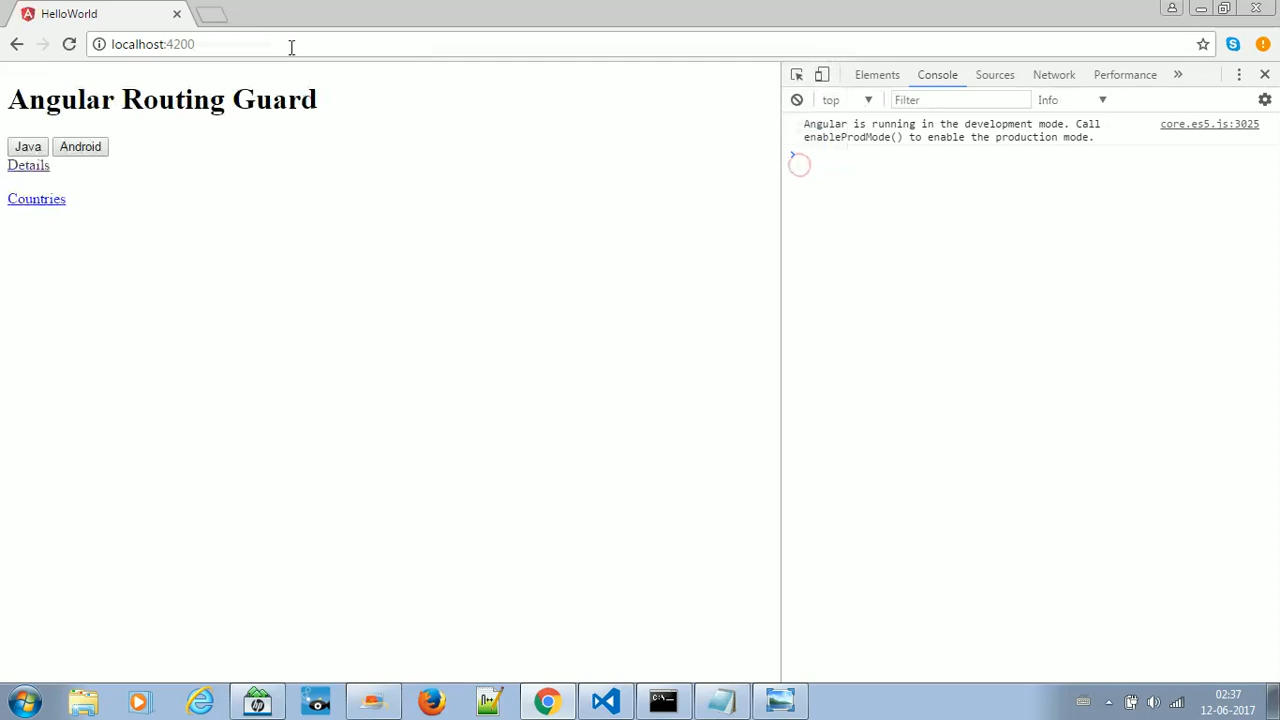 HelloWorld
localhost:4200
Elements Console Sources Network Performance »
top Filter Info
Angular Routing Guard
Java Android
Details
Countries
Angular is running in the development mode. Call core.es5.js:3025
enableProdMode() to enable the production mode.
02:37
12-06-2017